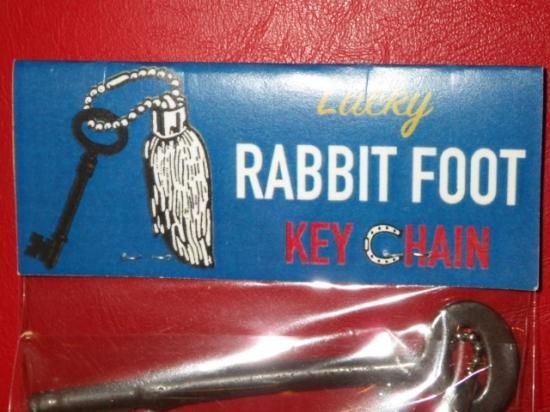 Lucky
RABBIT FOOT
KEY CHAIN